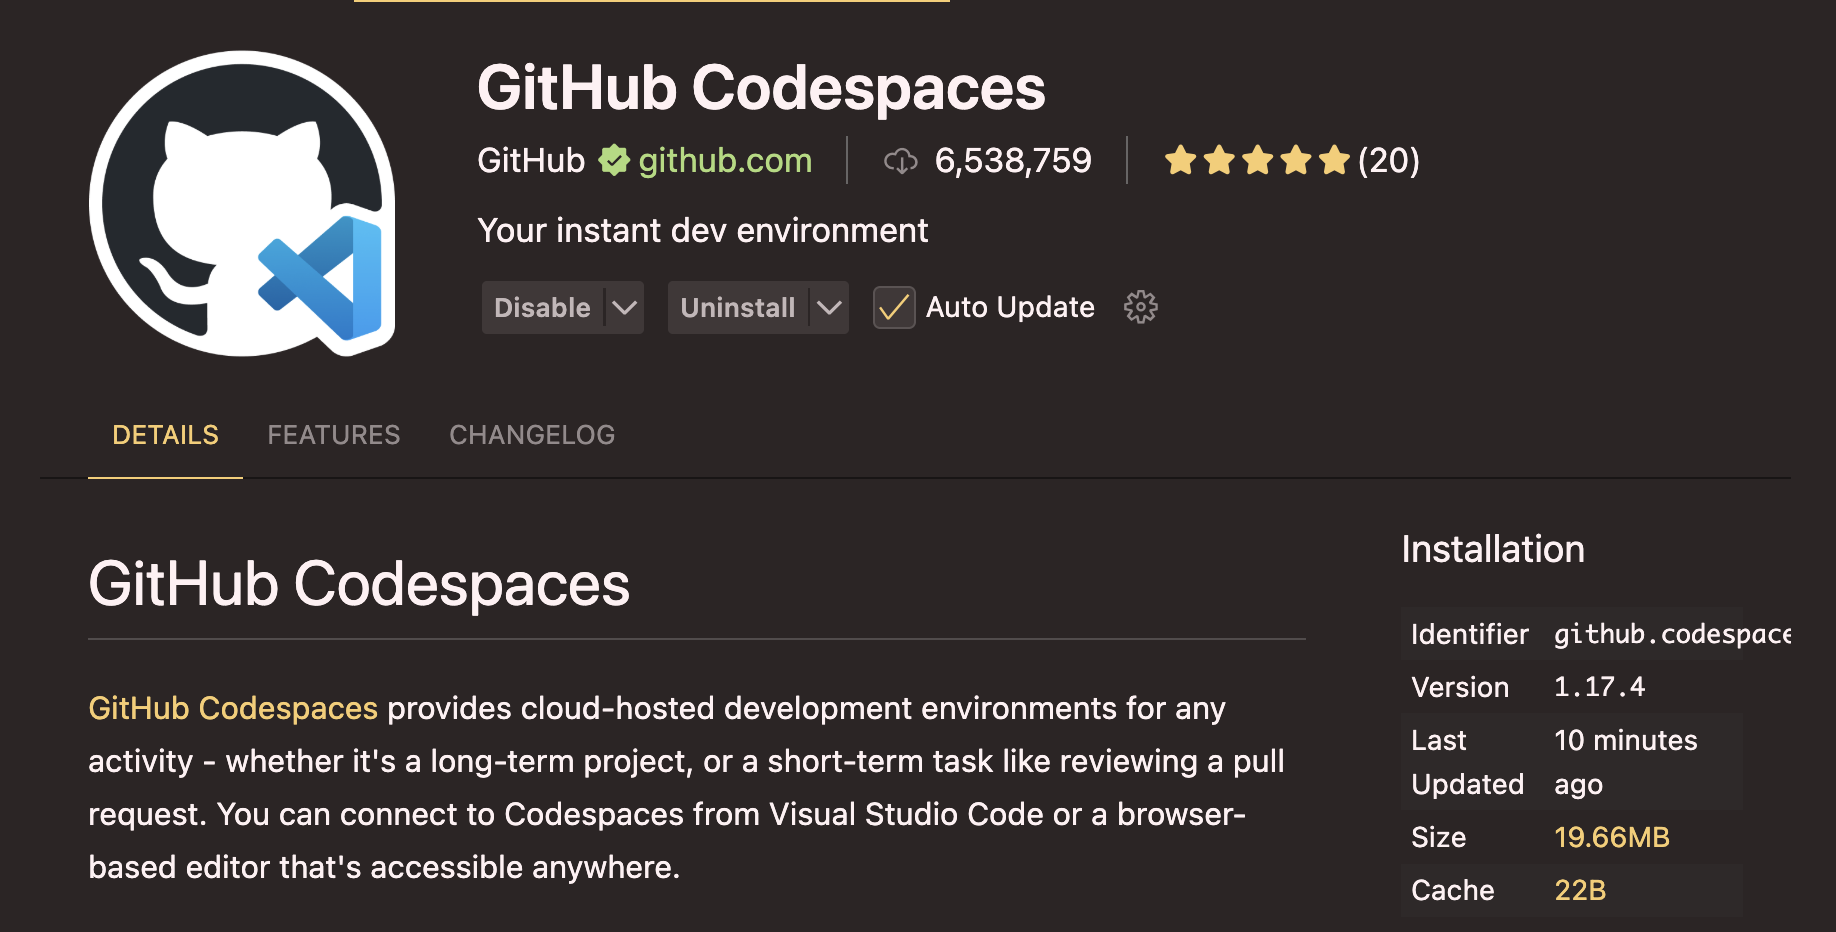 GitHub Codespaces
GitHub github.com 6,538,759 (20)
Your instant dev environment
Disable Uninstall Auto Update
DETAILS FEATURES CHANGELOG
GitHub Codespaces
GitHub Codespaces provides cloud-hosted development environments for any
activity - whether it's a long-term project, or a short-term task like reviewing a pull
request. You can connect to Codespaces from Visual Studio Code or a browser-
based editor that's accessible anywhere.
Installation
Identifier github.codespace
Version 1.17.4
Last 10 minutes
Updated ago
Size 19.66MB
Cache 22B